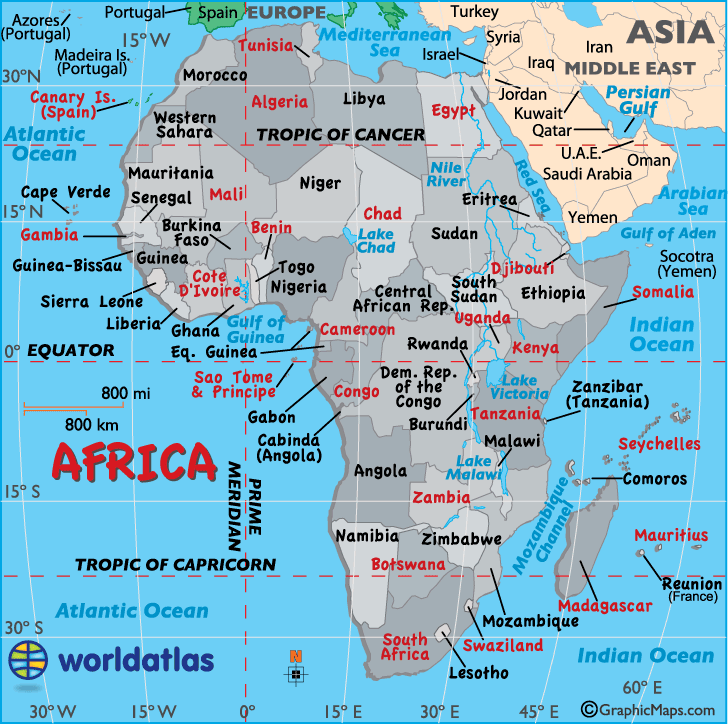 Azores
(Portugal)
Portugal
Spain
EUROPE
Turkey
ASIA
Madeira Is.
(Portugal)
15°W
Tunisia
Mediterranean
Sea
Syria
Israel
Iraq
Iran
MIDDLE EAST
30°N
Morocco
Canary Is.
(Spain)
Algeria
Libya
Egypt
Jordan
Kuwait
Qatar
Persian
Gulf
Western
Sahara
TROPIC OF CANCER
Atlantic
Ocean
U.A.E.
Oman
Saudi Arabia
Mauritania
Mali
Niger
Nile
River
Red Sea
Cape Verde
Senegal
Chad
Eritrea
Arabian
Sea
15°N
Gambia
Burkina
Faso
Benin
Lake
Chad
Sudan
Yemen
Gulf of Aden
Guinea-Bissau
Guinea
Togo
Djibouti
Socotra
(Yemen)
Cote
D'Ivoire
Nigeria
Central
African Rep.
South
Sudan
Ethiopia
Somalia
Sierra Leone
Liberia
Ghana
Gulf of
Guinea
Cameroon
Uganda
Indian
Ocean
EQUATOR
Eq. Guinea
Rwanda
Kenya
0°
Sao Tome
& Principe
Congo
Dem. Rep.
of the
Congo
Lake
Victoria
Zanzibar
(Tanzania)
800 mi
800 km
Gabon
Burundi
Tanzania
Cabinda
(Angola)
Malawi
Seychelles
AFRICA
Angola
Lake
Malawi
Comoros
PRIME
MERIDIAN
15° S
Zambia
Mozambique
Channel
Namibia
Zimbabwe
Mauritius
TROPIC OF CAPRICORN
Botswana
Reunion
(France)
Atlantic Ocean
Mozambique
Madagascar
30° S
South
Africa
Swaziland
Lesotho
Indian Ocean
worldatlas
N
60° E
30°W
15°W
0°
15°E
30°E
45°E
©GraphicMaps.com